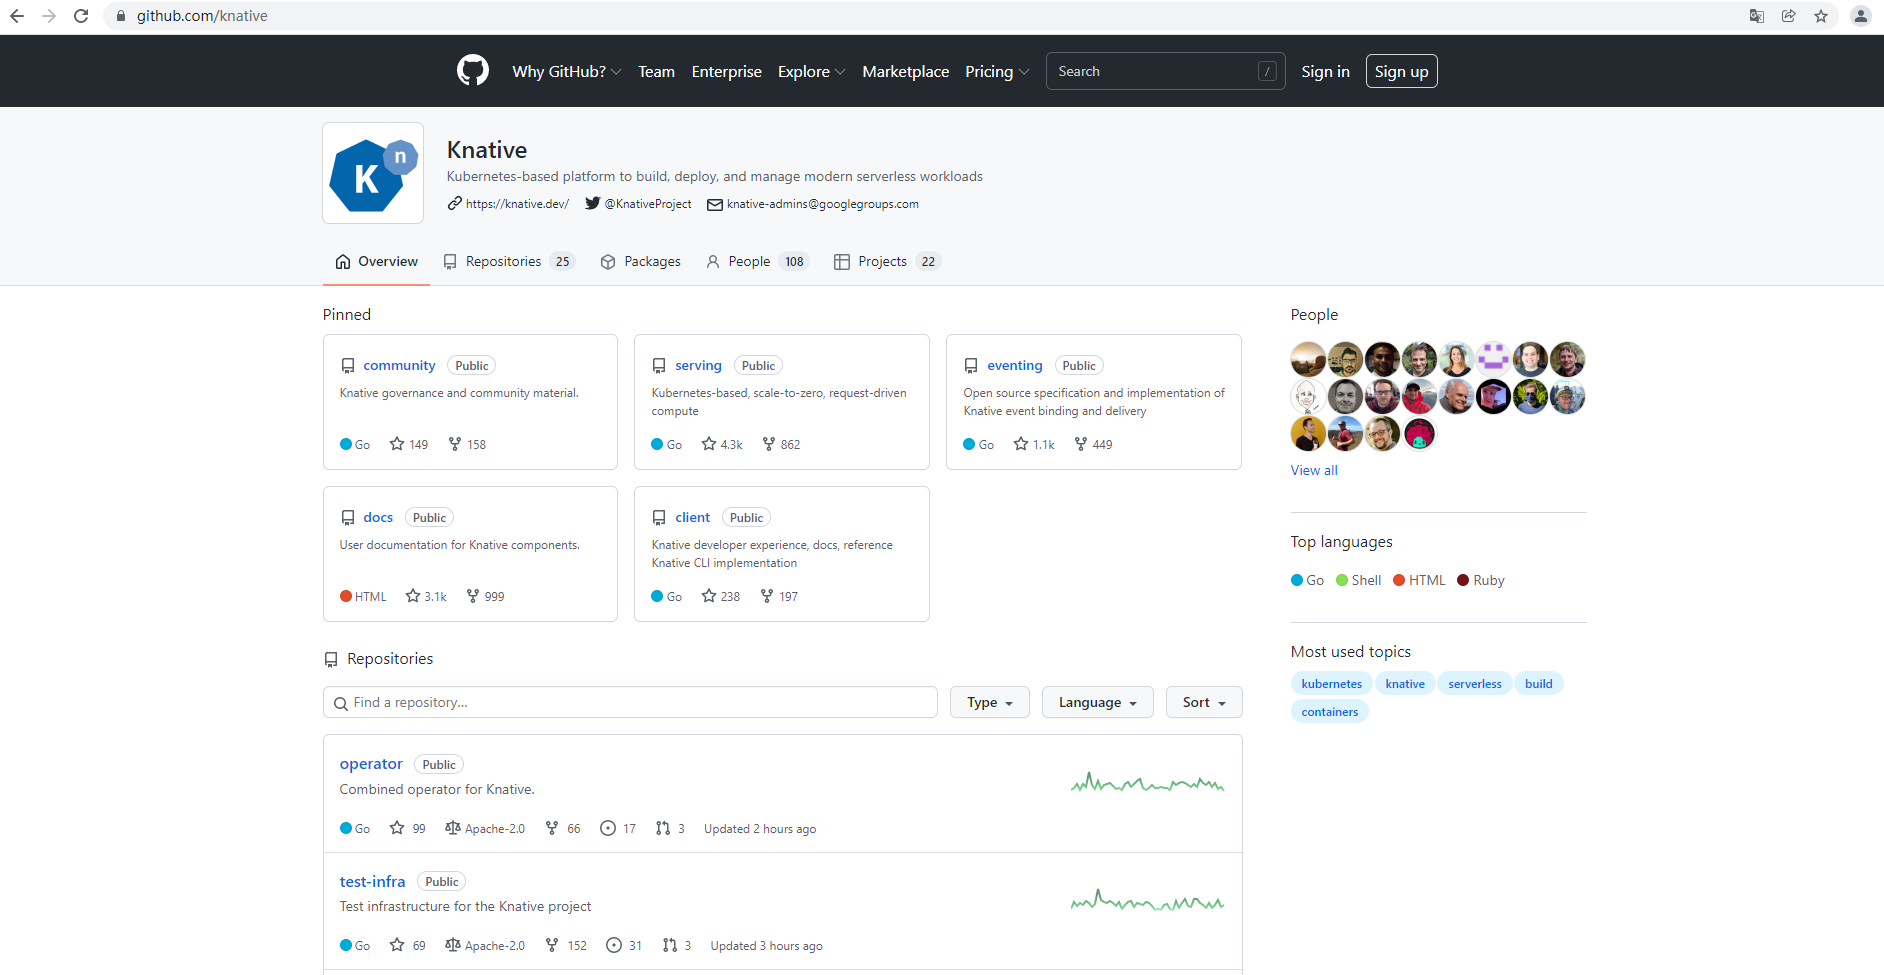 github.com/knative
Why GitHub? Team Enterprise Explore Marketplace Pricing Search / Sign in Sign up
K n
Knative
Kubernetes-based platform to build, deploy, and manage modern serverless workloads
https://knative.dev/ @KnativeProject knative-admins@googlegroups.com
Overview Repositories 25 Packages People 108 Projects 22
Pinned
community Public
Knative governance and community material.
Go 149 158
serving Public
Kubernetes-based, scale-to-zero, request-driven
compute
Go 4.3k 862
eventing Public
Open source specification and implementation of
Knative event binding and delivery
Go 1.1k 449
docs Public
User documentation for Knative components.
HTML 3.1k 999
client Public
Knative developer experience, docs, reference
Knative CLI implementation
Go 238 197
Repositories
Find a repository...
Type Language Sort
operator Public
Combined operator for Knative.
Go 99 Apache-2.0 66 17 3 Updated 2 hours ago
test-infra Public
Test infrastructure for the Knative project
Go 69 Apache-2.0 152 31 3 Updated 3 hours ago
People
View all
Top languages
Go Shell HTML Ruby
Most used topics
kubernetes knative serverless build
containers